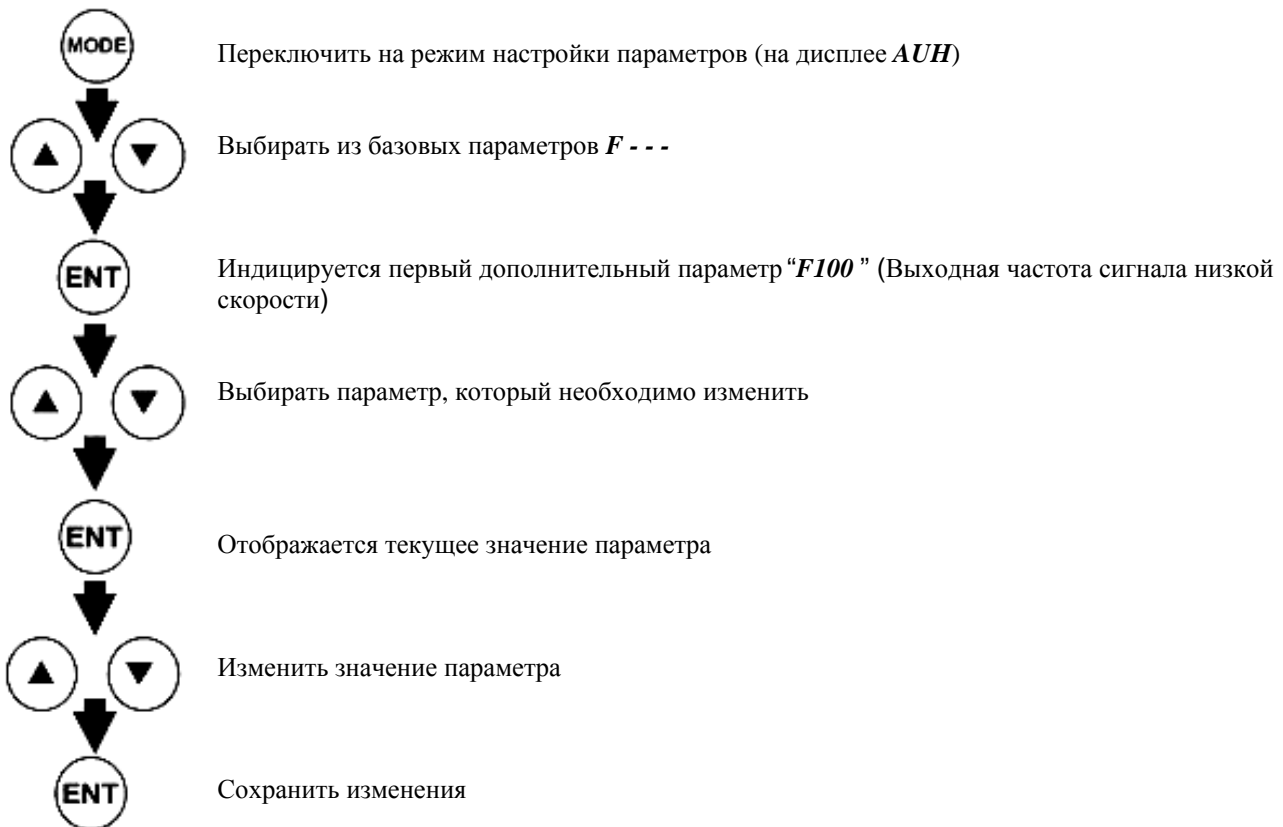 MODE
Переключить на режим настройки параметров (на дисплее AUH)
Выбирать из базовых параметров F - - -
ENT
Индицируется первый дополнительный параметр “F100 ” (Выходная частота сигнала низкой
скорости)
Выбирать параметр, который необходимо изменить
ENT
Отображается текущее значение параметра
Изменить значение параметра
ENT
Сохранить изменения